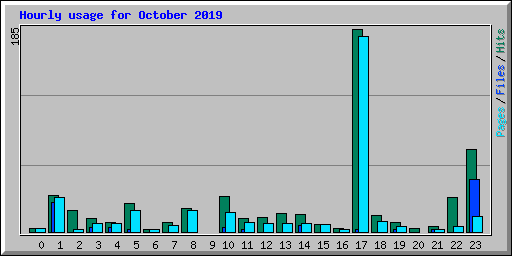 Hourly usage for October 2019
185
Pages/Files/Hits
0 1 2 3 4 5 6 7 8 9 10 11 12 13 14 15 16 17 18 19 20 21 22 23